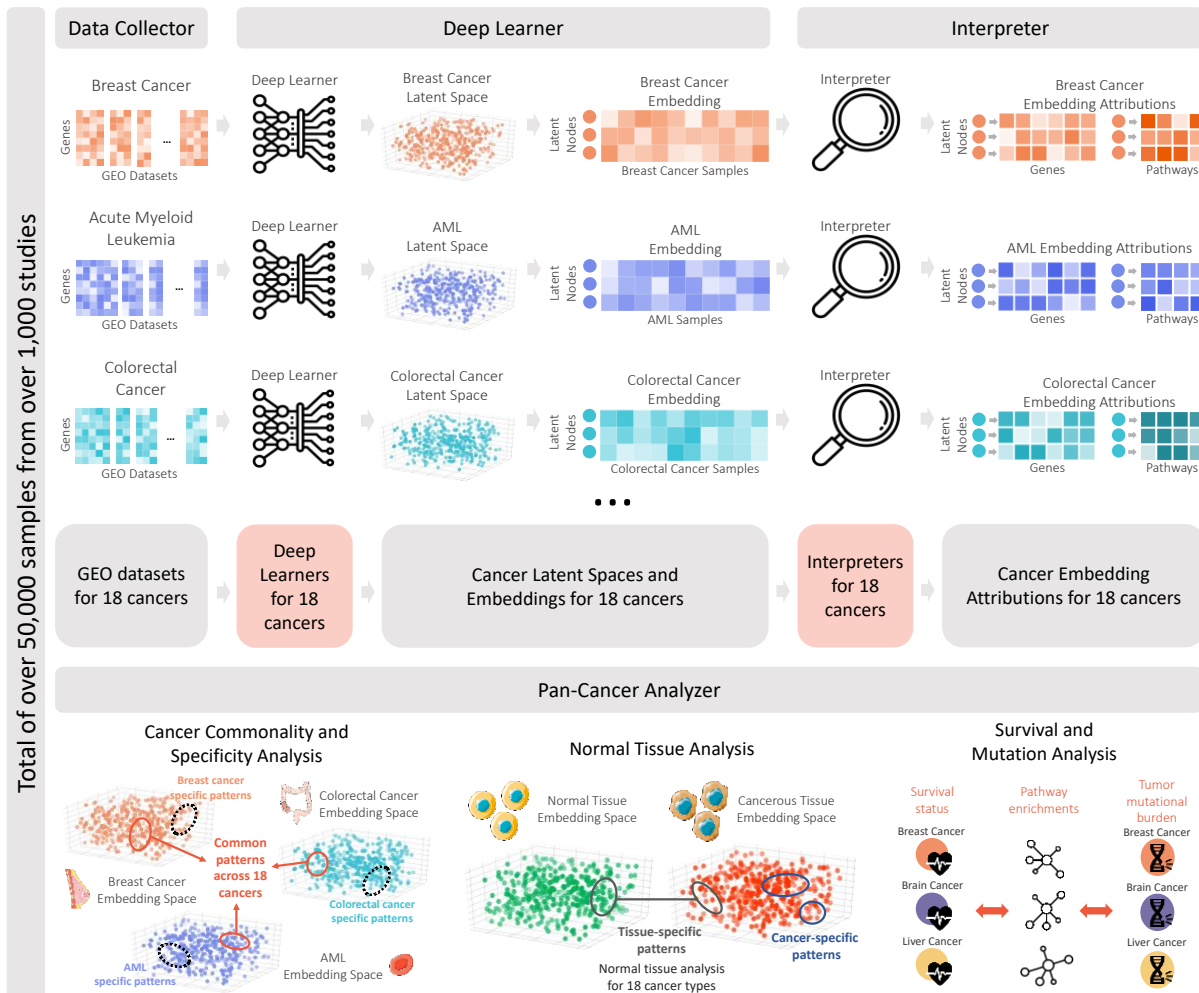 Total of over 50,000 samples from over 1,000 studies
Data Collector
Deep Learner
Interpreter
Breast Cancer
Genes
...
GEO Datasets
Deep Learner
Breast Cancer
Latent Space
Latent
Nodes
Breast Cancer
Embedding
Breast Cancer Samples
Interpreter
Breast Cancer
Embedding Attributions
Latent
Nodes
Genes
Pathways
Acute Myeloid
Leukemia
Genes
...
GEO Datasets
Deep Learner
AML
Latent Space
Latent
Nodes
AML
Embedding
AML Samples
Interpreter
AML Embedding Attributions
Latent
Nodes
Genes
Pathways
Colorectal
Cancer
Genes
...
GEO Datasets
Deep Learner
Colorectal Cancer
Latent Space
Latent
Nodes
Colorectal Cancer
Embedding
Colorectal Cancer Samples
Interpreter
Colorectal Cancer
Embedding Attributions
Latent
Nodes
Genes
Pathways
...
GEO datasets
for 18 cancers
Deep
Learners
for 18
cancers
Cancer Latent Spaces and
Embeddings for 18 cancers
Interpreters
for 18
cancers
Cancer Embedding
Attributions for 18 cancers
Pan-Cancer Analyzer
Cancer Commonality and
Specificity Analysis
Breast cancer
specific patterns
Colorectal Cancer
Embedding Space
Common
patterns
across 18
cancers
Breast Cancer
Embedding Space
Colorectal cancer
specific patterns
AML
specific patterns
AML
Embedding Space
Normal Tissue Analysis
Normal Tissue
Embedding Space
Cancerous Tissue
Embedding Space
Tissue-specific
patterns
Cancer-specific
patterns
Normal tissue analysis
for 18 cancer types
Survival and
Mutation Analysis
Survival
status
Pathway
enrichments
Tumor
mutational
burden
Breast Cancer
Breast Cancer
Brain Cancer
Brain Cancer
Liver Cancer
Liver Cancer